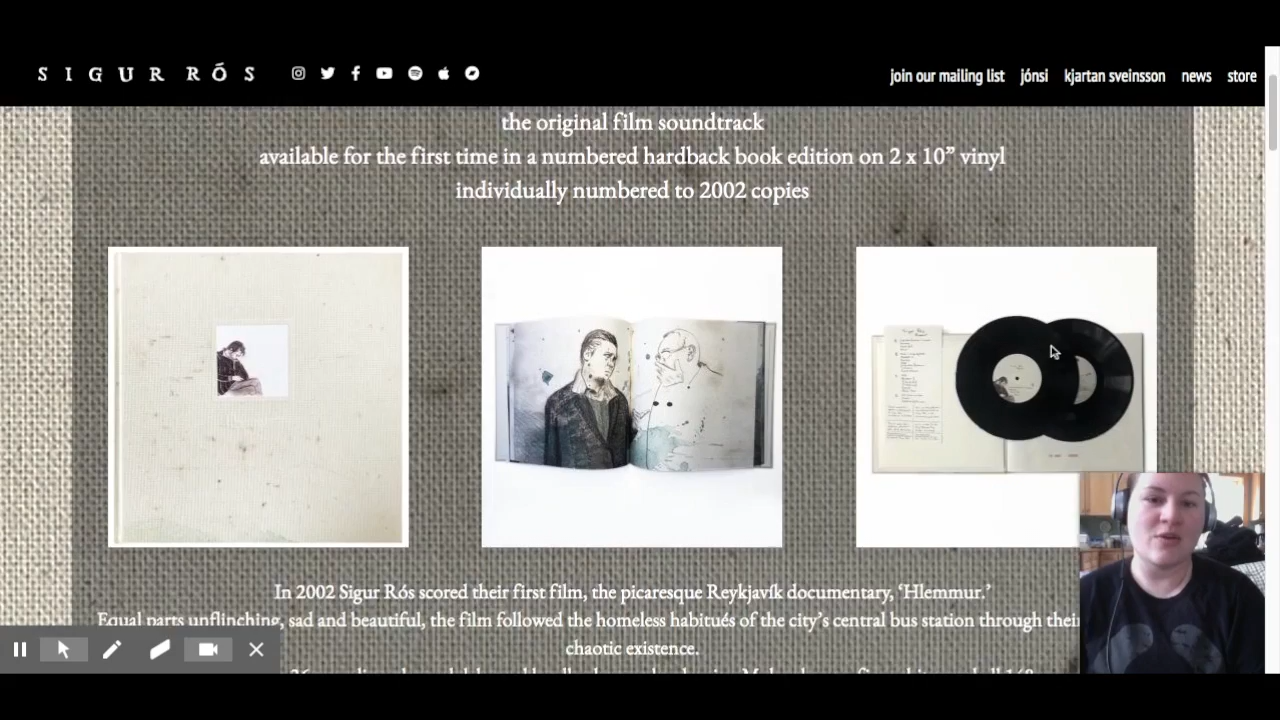 SIGUR RÓS
join our mailing list jónsi kjartan sveinsson news store
the original film soundtrack
available for the first time in a numbered hardback book edition on 2 x 10” vinyl
individually numbered to 2002 copies
In 2002 Sigur Rós scored their first film, the picaresque Reykjavík documentary, ‘Hlemmur.’
Equal parts unflinching, sad and beautiful, the film followed the homeless habitués of the city’s central bus station through their
chaotic existence.